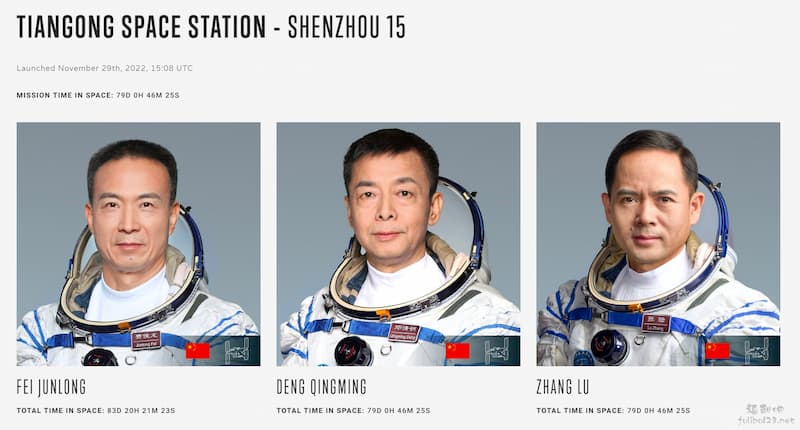 TIANGONG SPACE STATION - SHENZHOU 15
Launched November 29th, 2022, 15:08 UTC
MISSION TIME IN SPACE: 79D 0H 46M 25S
FEI JUNLONG
DENG QINGMING
ZHANG LU
TOTAL TIME IN SPACE: 83D 20H 21M 23S
TOTAL TIME IN SPACE: 79D 0H 46M 25S
TOTAL TIME IN SPACE: 79D 0H 46M 25S
fulibo123.net